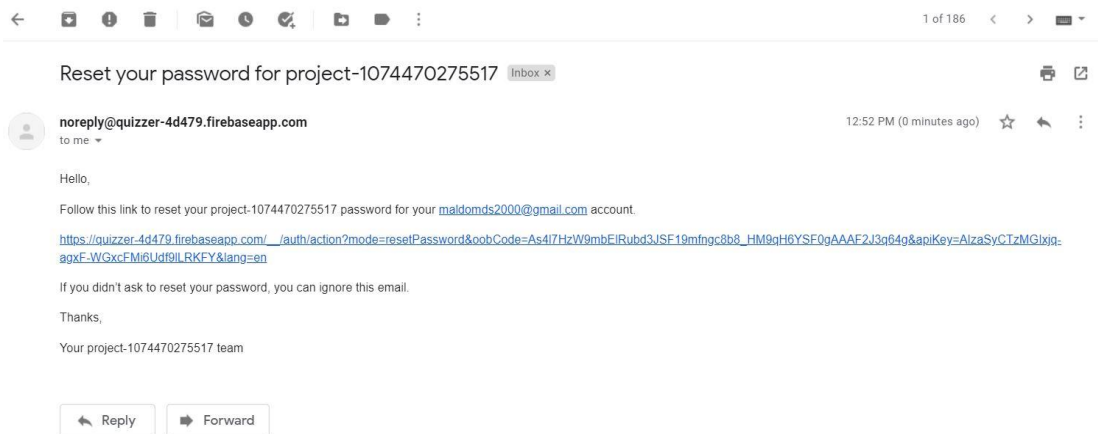 1 of 186
Reset your password for project-1074470275517 Inbox ×
noreply@quizzer-4d479.firebaseapp.com
12:52 PM (0 minutes ago)
to me
Hello,
Follow this link to reset your project-1074470275517 password for your maldomds2000@gmail.com account.
https://quizzer-4d479.firebaseapp.com/__/auth/action?mode=resetPassword&oobCode=As4l7HzW9mbElRubd3JSF19mfngc8b8_HM9qH6YSF0gAAAF2J3q64g&apiKey=AIzaSyCTzMGIxjq-
agxF-WGxcFMi6Udf9lLRKFY&lang=en
If you didn't ask to reset your password, you can ignore this email.
Thanks,
Your project-1074470275517 team
Reply Forward